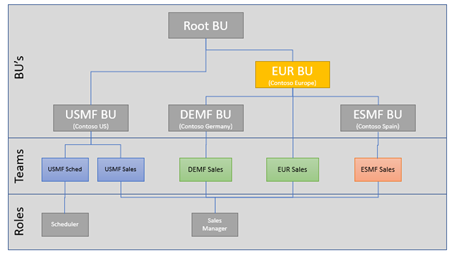 BU's
Root BU
EUR BU
(Contoso Europe)
USMF BU
(Contoso US)
DEMF BU
(Contoso Germany)
ESMF BU
(Contoso Spain)
Teams
USMF Sched
USMF Sales
DEMF Sales
EUR Sales
ESMF Sales
Roles
Scheduler
Sales
Manager